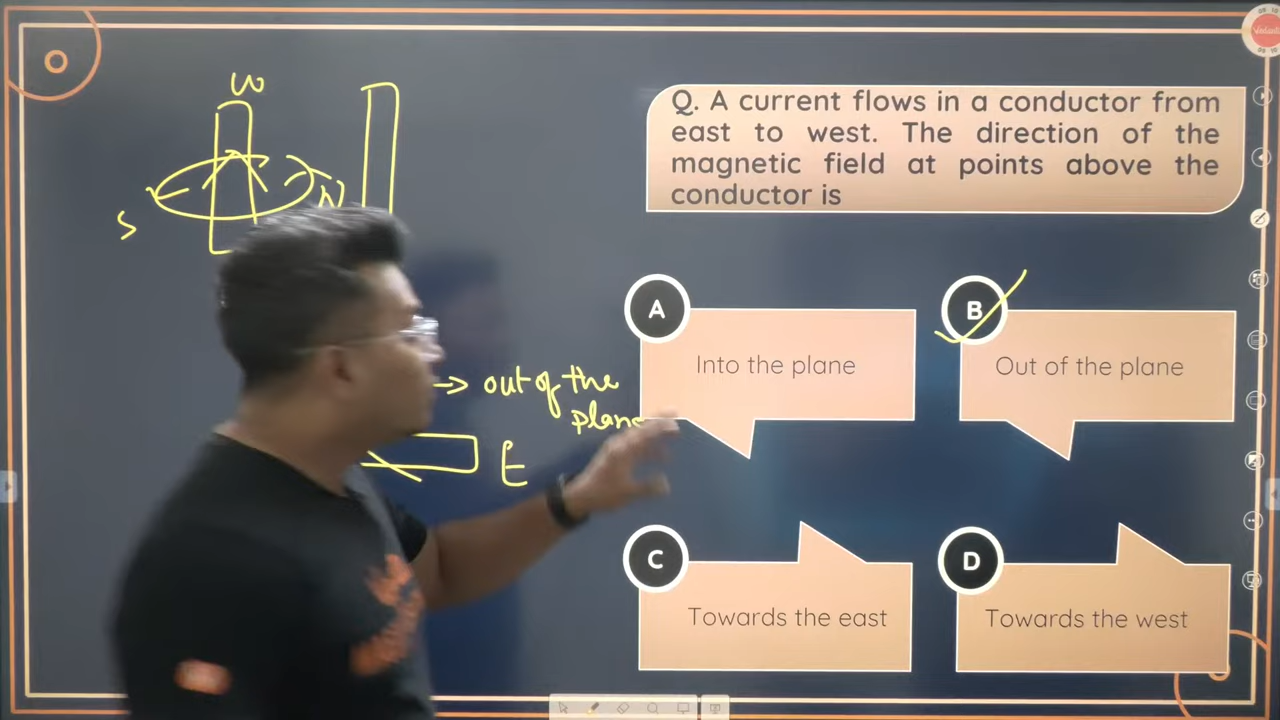 W
S
N
Q. A current flows in a conductor from
east to west. The direction of the
magnetic field at points above the
conductor is
A
Into the plane
B
Out of the plane
→ out of the
plane
E
C
Towards the east
D
Towards the west